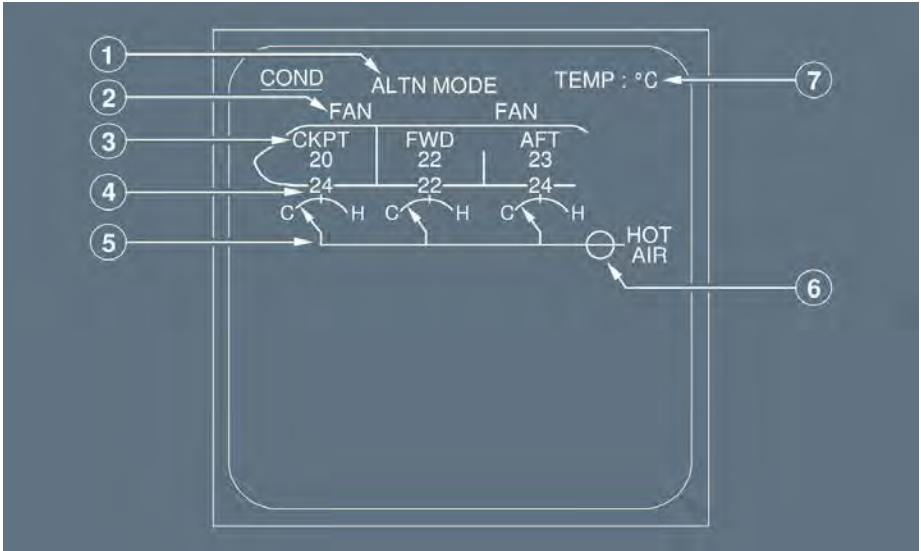 1
ALTN MODE
COND
TEMP : °C
7
2
FAN FAN
3
CKPT FWD AFT
20 22 23
4
24 22 24
C H C H C H
5
HOT
AIR
6